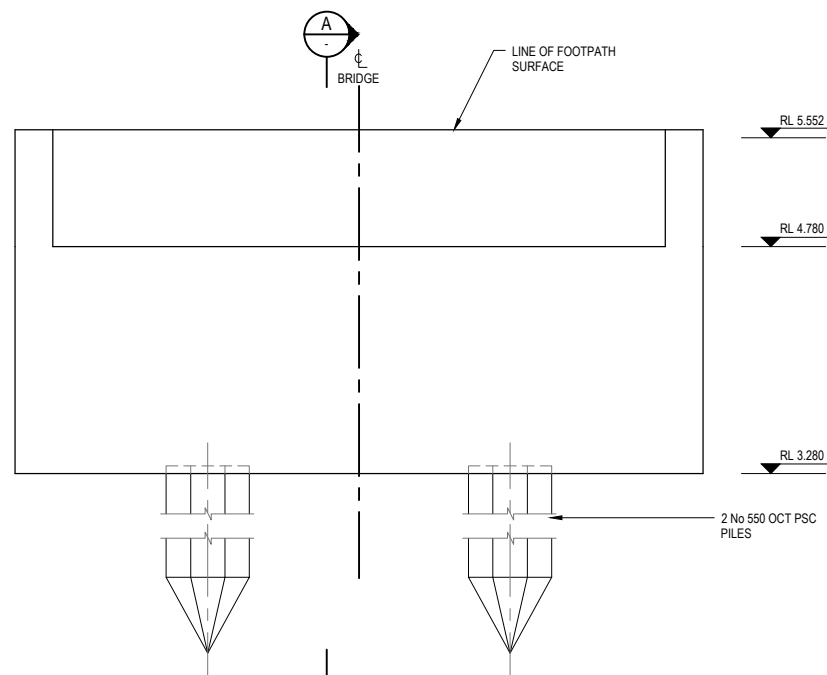 A
-
℄
BRIDGE
LINE OF FOOTPATH
SURFACE
RL 5.552
RL 4.780
RL 3.280
2 No 550 OCT PSC
PILES